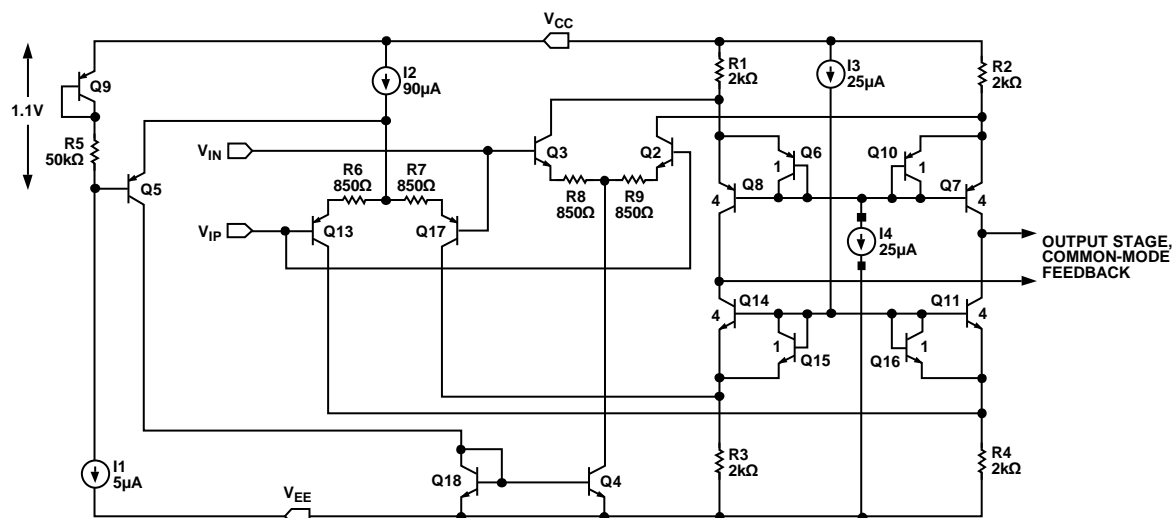 VCC
1.1V
Q9
I2
90µA
R1
2kΩ
I3
25µA
R2
2kΩ
R5
50kΩ
VIN
Q3
Q2
Q6
1
Q10
1
Q5
R6
850Ω
R7
850Ω
R8
850Ω
R9
850Ω
Q8
4
Q7
4
VIP
Q13
Q17
I4
25µA
OUTPUT STAGE,
COMMON-MODE
FEEDBACK
Q14
4
Q11
4
1
Q15
1
Q16
I1
5µA
Q18
Q4
R3
2kΩ
R4
2kΩ
VEE